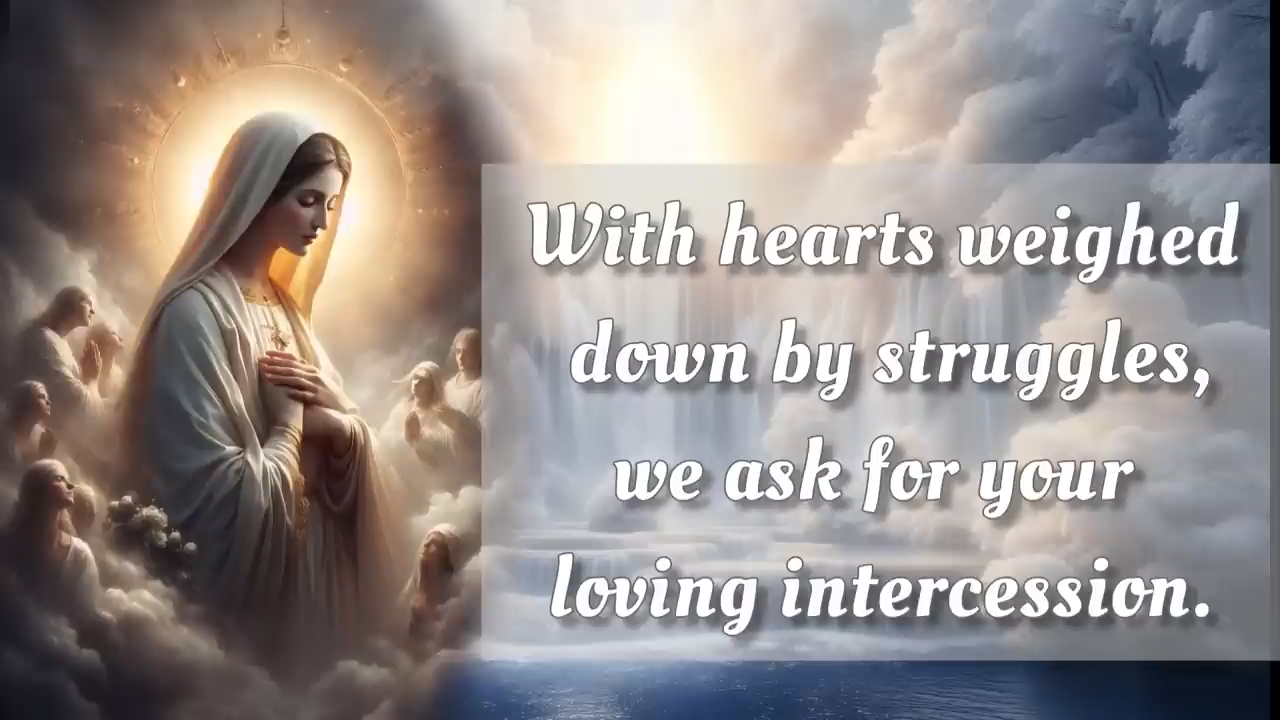 With hearts weighed
down by struggles,
we ask for your
loving intercession.